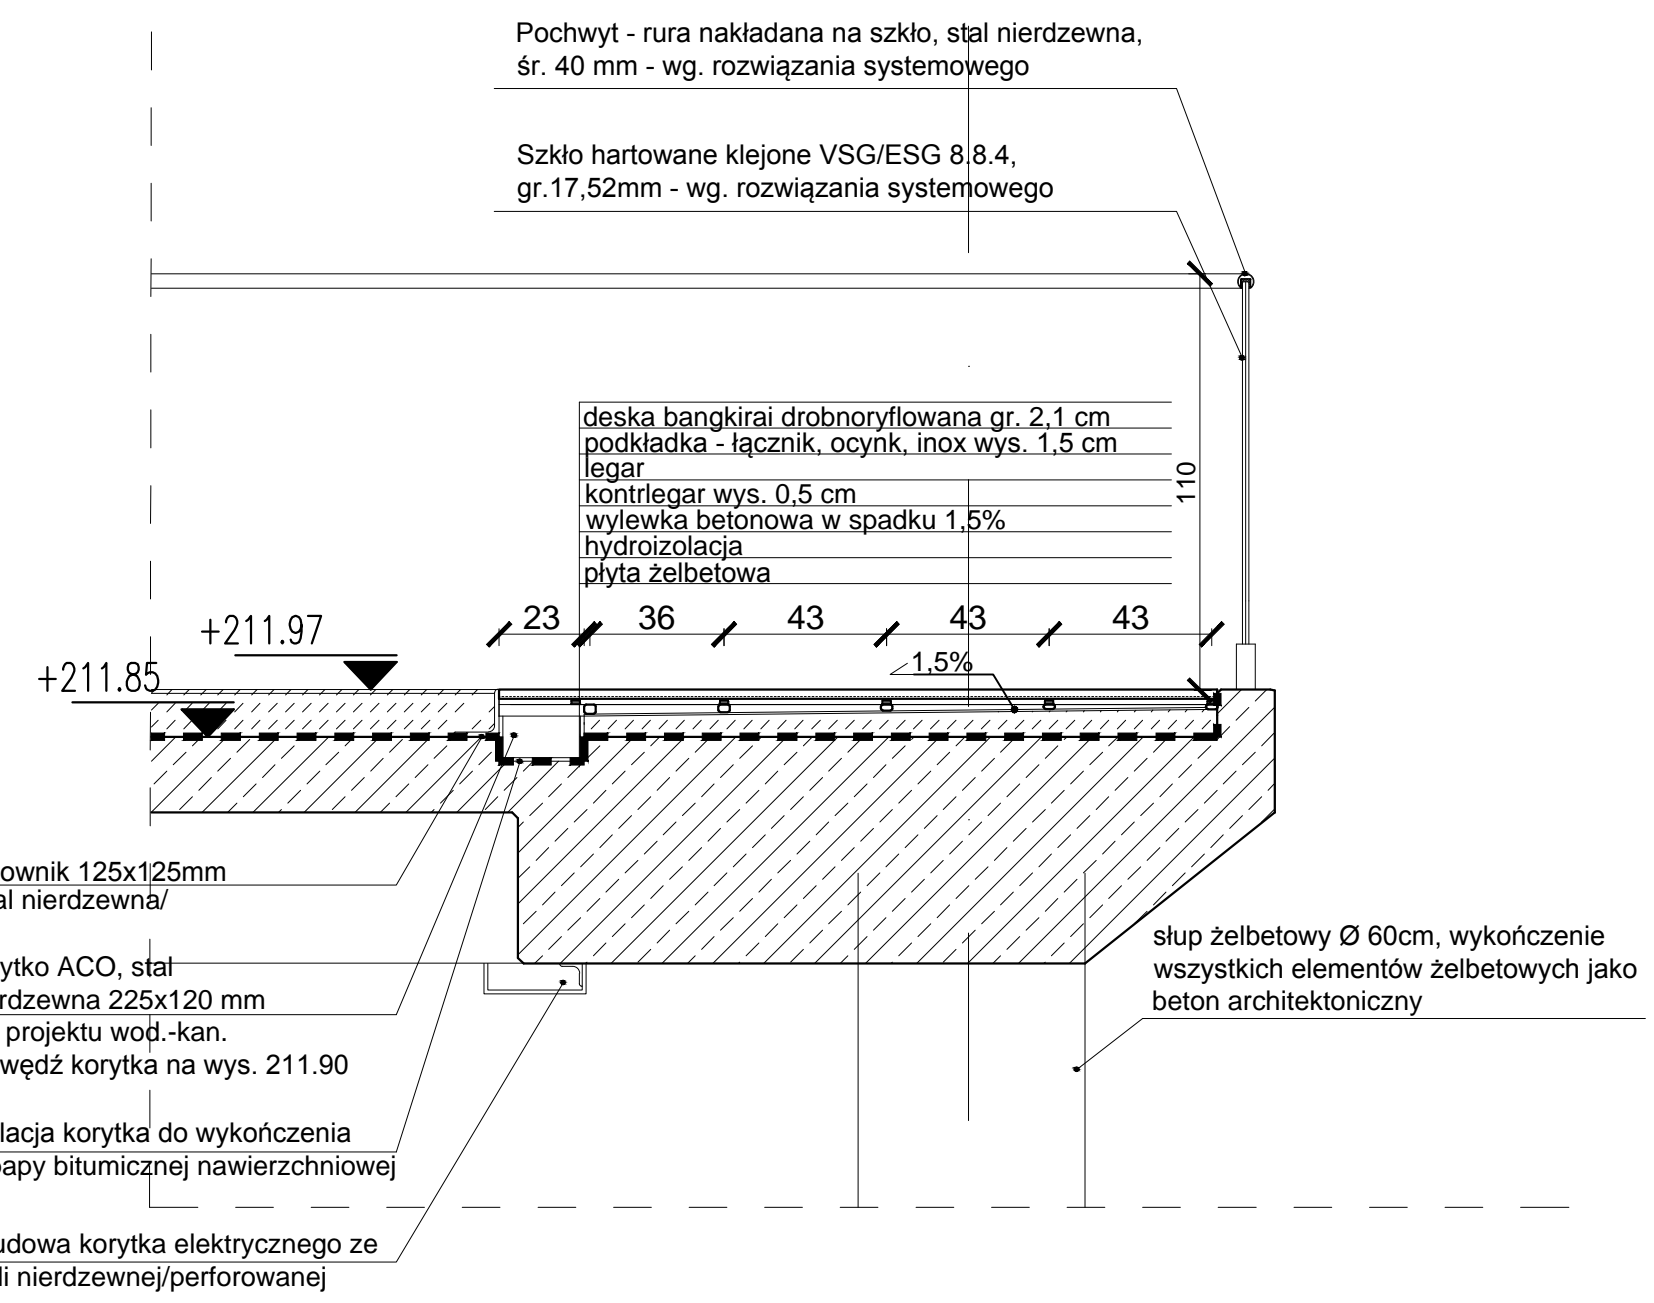 Pochwyt - rura nakładana na szkło, stal nierdzewna,
śr. 40 mm - wg. rozwiązania systemowego
Szkło hartowane klejone VSG/ESG 8.8.4,
gr.17,52mm - wg. rozwiązania systemowego
deska bangkirai drobnoryflowana gr. 2,1 cm
podkładka - łącznik, ocynk, inox wys. 1,5 cm
legar
kontrlegar wys. 0,5 cm
wylewka betonowa w spadku 1,5%
hydroizolacja
płyta żelbetowa
110
23 36 43 43 43
+211.97
+211.85
1,5%
ownik 125x125mm
al nierdzewna/
ytko ACO, stal
rdzewna 225x120 mm
projektu wod.-kan.
wędź korytka na wys. 211.90
lacja korytka do wykończenia
papy bitumicznej nawierzchniowej
udowa korytka elektrycznego ze
li nierdzewnej/perforowanej
słup żelbetowy Ø 60cm, wykończenie
wszystkich elementów żelbetowych jako
beton architektoniczny